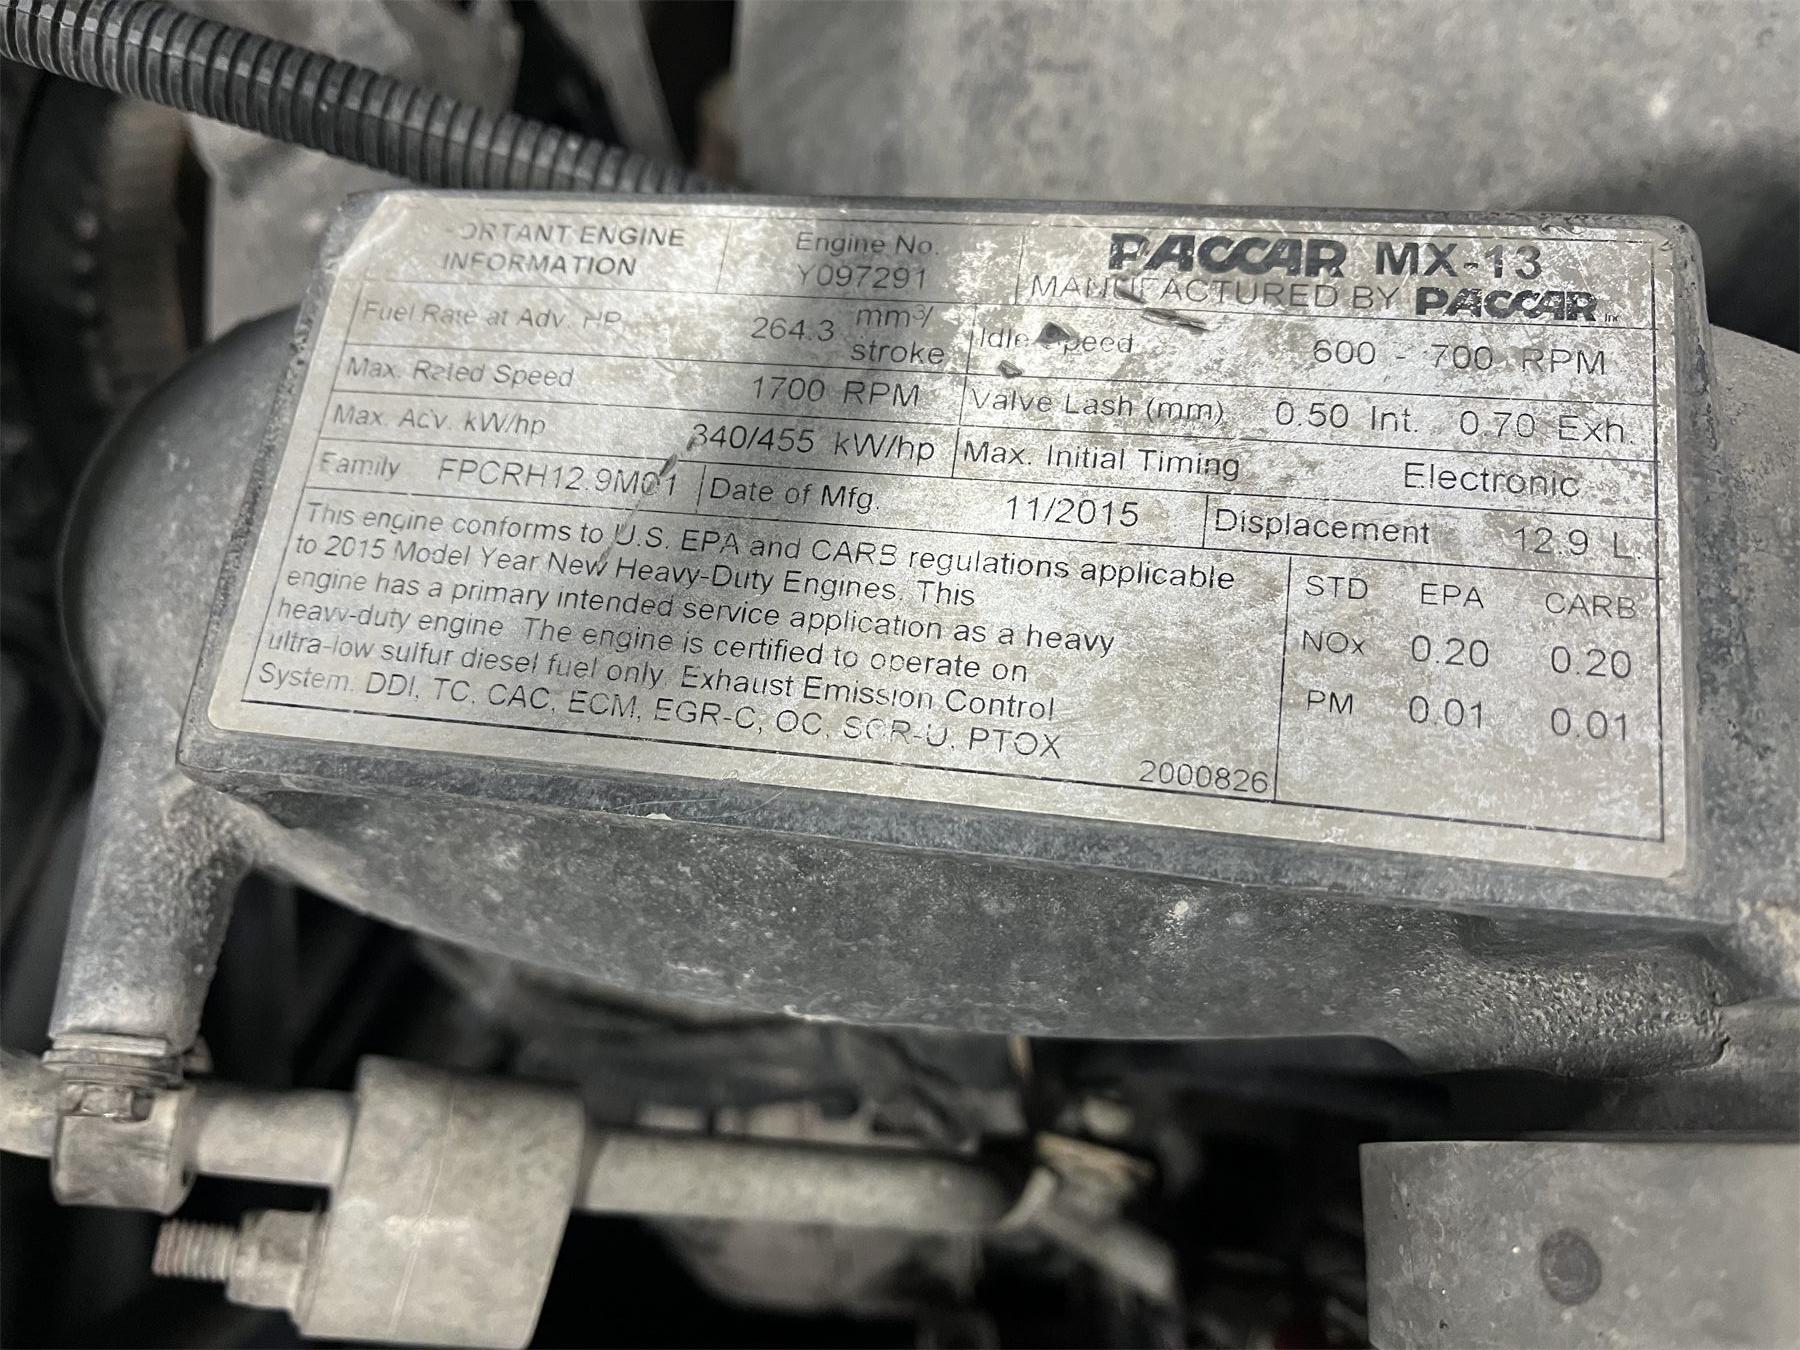 ORTANT ENGINE
INFORMATION
Engine No.
Y097291
PACCAR MX-13
MANUFACTURED BY PACCAR Inc
Fuel Rate at Adv. HP 264.3 mm³/
stroke
Idle Speed 600 - 700 RPM
Max. Rated Speed 1700 RPM
Valve Lash (mm) 0.50 Int. 0.70 Exh.
Max. Adv. kW/hp 340/455 kW/hp
Max. Initial Timing Electronic
Family FPCRH12.9M01
Date of Mfg. 11/2015
Displacement 12.9 L
This engine conforms to U.S. EPA and CARB regulations applicable
to 2015 Model Year New Heavy-Duty Engines. This
engine has a primary intended service application as a heavy
heavy-duty engine. The engine is certified to operate on
ultra-low sulfur diesel fuel only. Exhaust Emission Control
System. DDI, TC, CAC, ECM, EGR-C, OC, SCR-U, PTOX
2000826
STD EPA CARB
NOx 0.20 0.20
PM 0.01 0.01